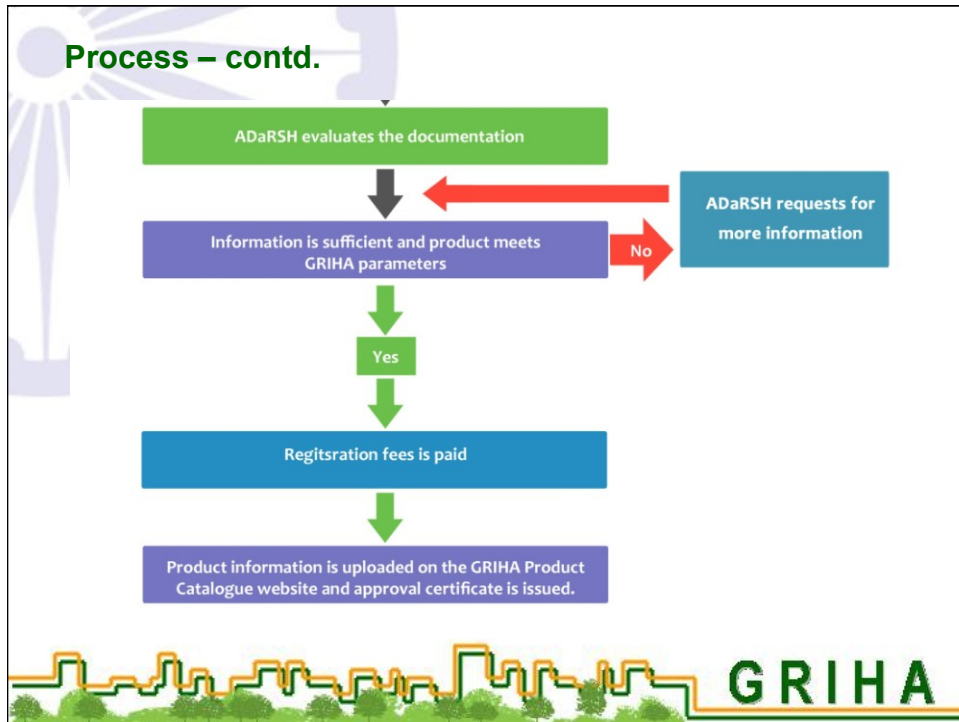 Process – contd.
ADaRSH evaluates the documentation
ADaRSH requests for
more information
Information is sufficient and product meets
GRIHA parameters
No
Yes
Regitsration fees is paid
Product information is uploaded on the GRIHA Product
Catalogue website and approval certificate is issued.
GRIHA